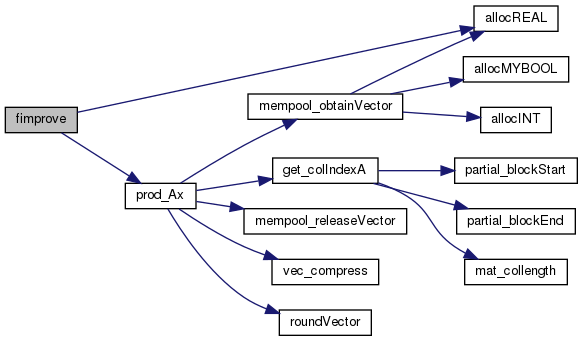 allocREAL
allocMYBOOL
mempool_obtainVector
fimprove
allocINT
get_colIndexA
partial_blockStart
prod_Ax
mempool_releaseVector
partial_blockEnd
vec_compress
mat_collength
roundVector